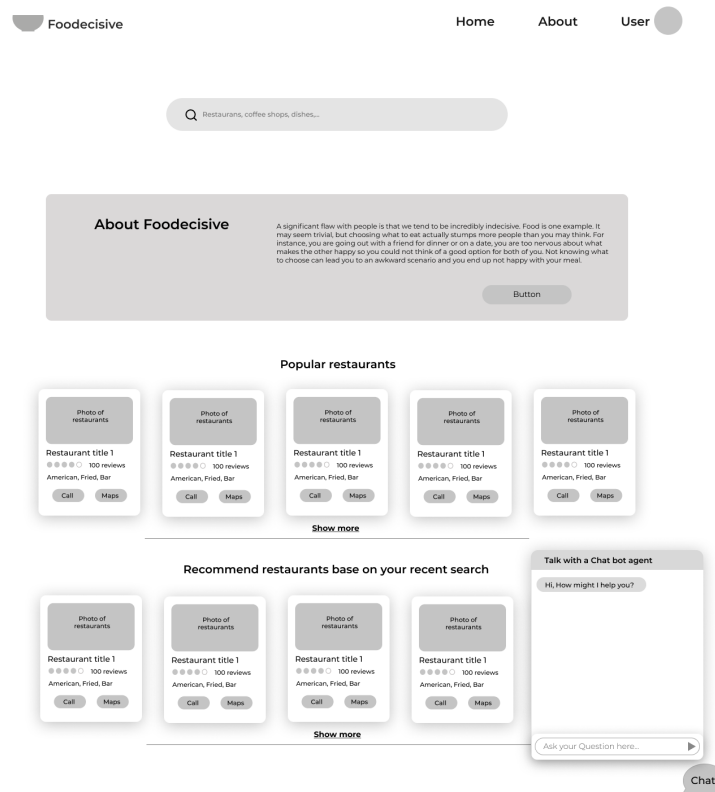 Foodecisive
Home About User
Restaurans, coffee shops, dishes,...
About Foodecisive
A significant flaw with people is that we tend to be incredibly indecisive. Food is one example. It
may seem trivial, but choosing what to eat actually stumps more people than you may think. For
instance, you are going out with a friend for dinner or on a date, you are too nervous about what
makes the other happy so you could not think of a good option for both of you. Not knowing what
to choose can lead you to an awkward scenario and you end up not happy with your meal.
Button
Popular restaurants
Photo of
restaurants
Restaurant title 1
100 reviews
American, Fried, Bar
Call Maps
Photo of
restaurants
Restaurant title 1
100 reviews
American, Fried, Bar
Call Maps
Photo of
restaurants
Restaurant title 1
100 reviews
American, Fried, Bar
Call Maps
Photo of
restaurants
Restaurant title 1
100 reviews
American, Fried, Bar
Call Maps
Photo of
restaurants
Restaurant title 1
100 reviews
American, Fried, Bar
Call Maps
Show more
Recommend restaurants base on your recent search
Photo of
restaurants
Restaurant title 1
100 reviews
American, Fried, Bar
Call Maps
Photo of
restaurants
Restaurant title 1
100 reviews
American, Fried, Bar
Call Maps
Photo of
restaurants
Restaurant title 1
100 reviews
American, Fried, Bar
Call Maps
Photo of
restaurants
Restaurant title 1
100 reviews
American, Fried, Bar
Call Maps
Show more
Talk with a Chat bot agent
Hi, How might I help you?
Ask your Question here...
Chat